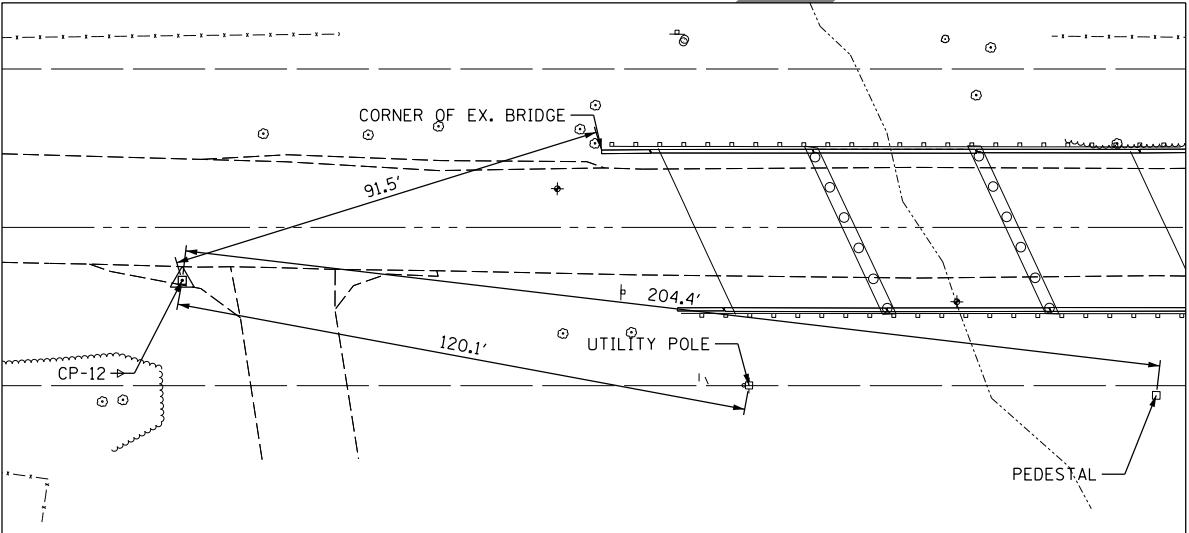 CORNER OF EX. BRIDGE
91.5'
204.4'
120.1'
UTILITY POLE
CP-12
PEDESTAL